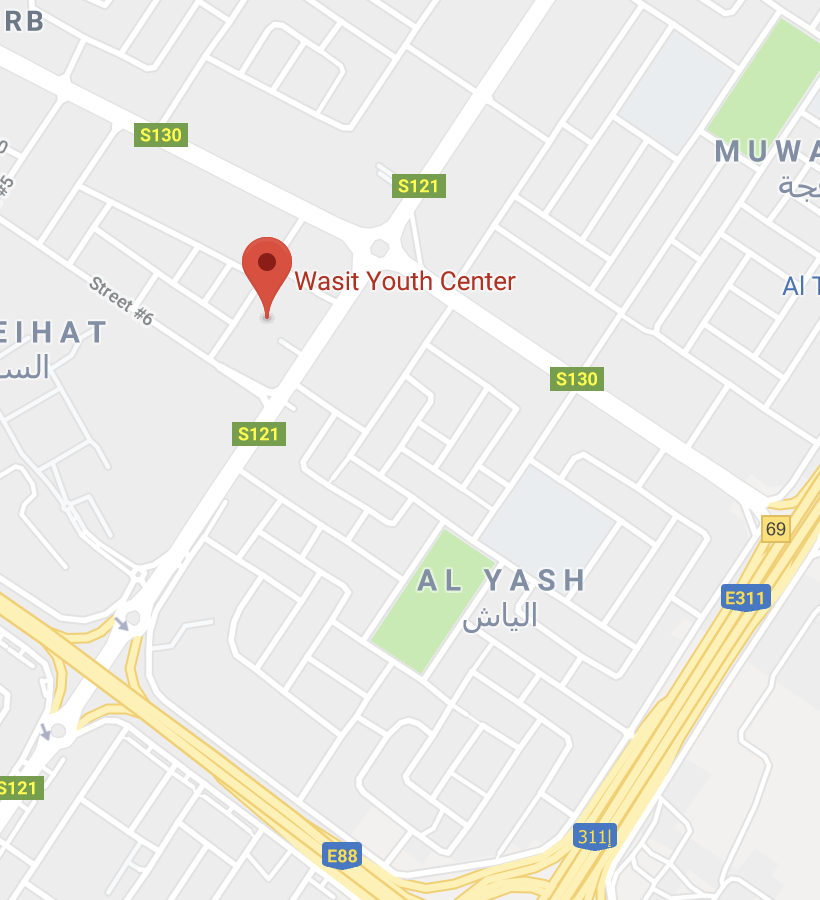 RB
S130
MUWA
S121
جة
#5
Wasit Youth Center
Al T
Street #6
EIHAT
الس
S130
S121
69
AL YASH
الياش
E311
S121
311إ
E88